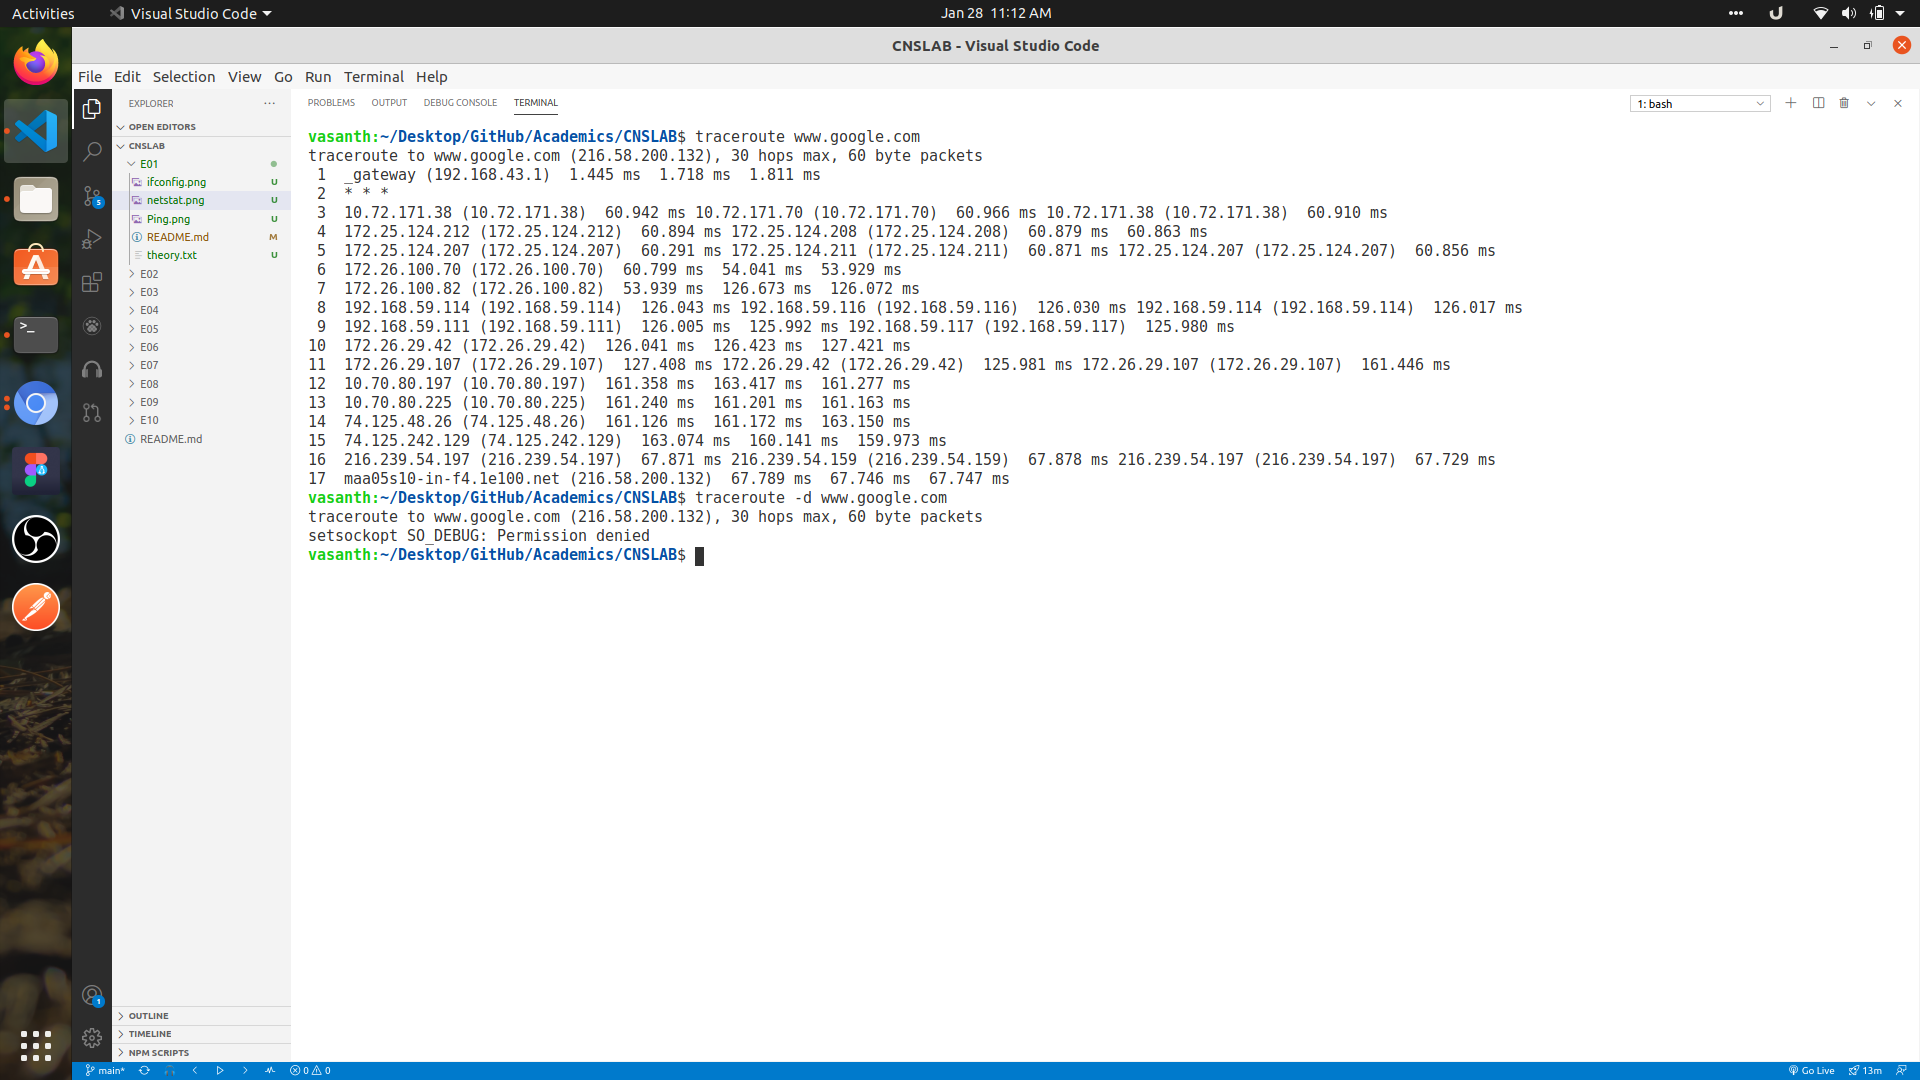 Activities
Visual Studio Code
Jan 28 11:12 AM
CNSLAB - Visual Studio Code
File Edit Selection View Go Run Terminal Help
EXPLORER
OPEN EDITORS
CNSLAB
E01
ifconfig.png U
netstat.png U
Ping.png U
README.md M
theory.txt U
E02
E03
E04
E05
E06
E07
E08
E09
E10
README.md
OUTLINE
TIMELINE
NPM SCRIPTS
5
1
>_
PROBLEMS OUTPUT DEBUG CONSOLE TERMINAL
1: bash
vasanth:~/Desktop/GitHub/Academics/CNSLAB$ traceroute www.google.com
traceroute to www.google.com (216.58.200.132), 30 hops max, 60 byte packets
1 _gateway (192.168.43.1) 1.445 ms 1.718 ms 1.811 ms
2 * * *
3 10.72.171.38 (10.72.171.38) 60.942 ms 10.72.171.70 (10.72.171.70) 60.966 ms 10.72.171.38 (10.72.171.38) 60.910 ms
4 172.25.124.212 (172.25.124.212) 60.894 ms 172.25.124.208 (172.25.124.208) 60.879 ms 60.863 ms
5 172.25.124.207 (172.25.124.207) 60.291 ms 172.25.124.211 (172.25.124.211) 60.871 ms 172.25.124.207 (172.25.124.207) 60.856 ms
6 172.26.100.70 (172.26.100.70) 60.799 ms 54.041 ms 53.929 ms
7 172.26.100.82 (172.26.100.82) 53.939 ms 126.673 ms 126.072 ms
8 192.168.59.114 (192.168.59.114) 126.043 ms 192.168.59.116 (192.168.59.116) 126.030 ms 192.168.59.114 (192.168.59.114) 126.017 ms
9 192.168.59.111 (192.168.59.111) 126.005 ms 125.992 ms 192.168.59.117 (192.168.59.117) 125.980 ms
10 172.26.29.42 (172.26.29.42) 126.041 ms 126.423 ms 127.421 ms
11 172.26.29.107 (172.26.29.107) 127.408 ms 172.26.29.42 (172.26.29.42) 125.981 ms 172.26.29.107 (172.26.29.107) 161.446 ms
12 10.70.80.197 (10.70.80.197) 161.358 ms 163.417 ms 161.277 ms
13 10.70.80.225 (10.70.80.225) 161.240 ms 161.201 ms 161.163 ms
14 74.125.48.26 (74.125.48.26) 161.126 ms 161.172 ms 163.150 ms
15 74.125.242.129 (74.125.242.129) 163.074 ms 160.141 ms 159.973 ms
16 216.239.54.197 (216.239.54.197) 67.871 ms 216.239.54.159 (216.239.54.159) 67.878 ms 216.239.54.197 (216.239.54.197) 67.729 ms
17 maa05s10-in-f4.1e100.net (216.58.200.132) 67.789 ms 67.746 ms 67.747 ms
vasanth:~/Desktop/GitHub/Academics/CNSLAB$ traceroute -d www.google.com
traceroute to www.google.com (216.58.200.132), 30 hops max, 60 byte packets
setsockopt SO_DEBUG: Permission denied
vasanth:~/Desktop/GitHub/Academics/CNSLAB$
main* 0 0 Go Live 13m